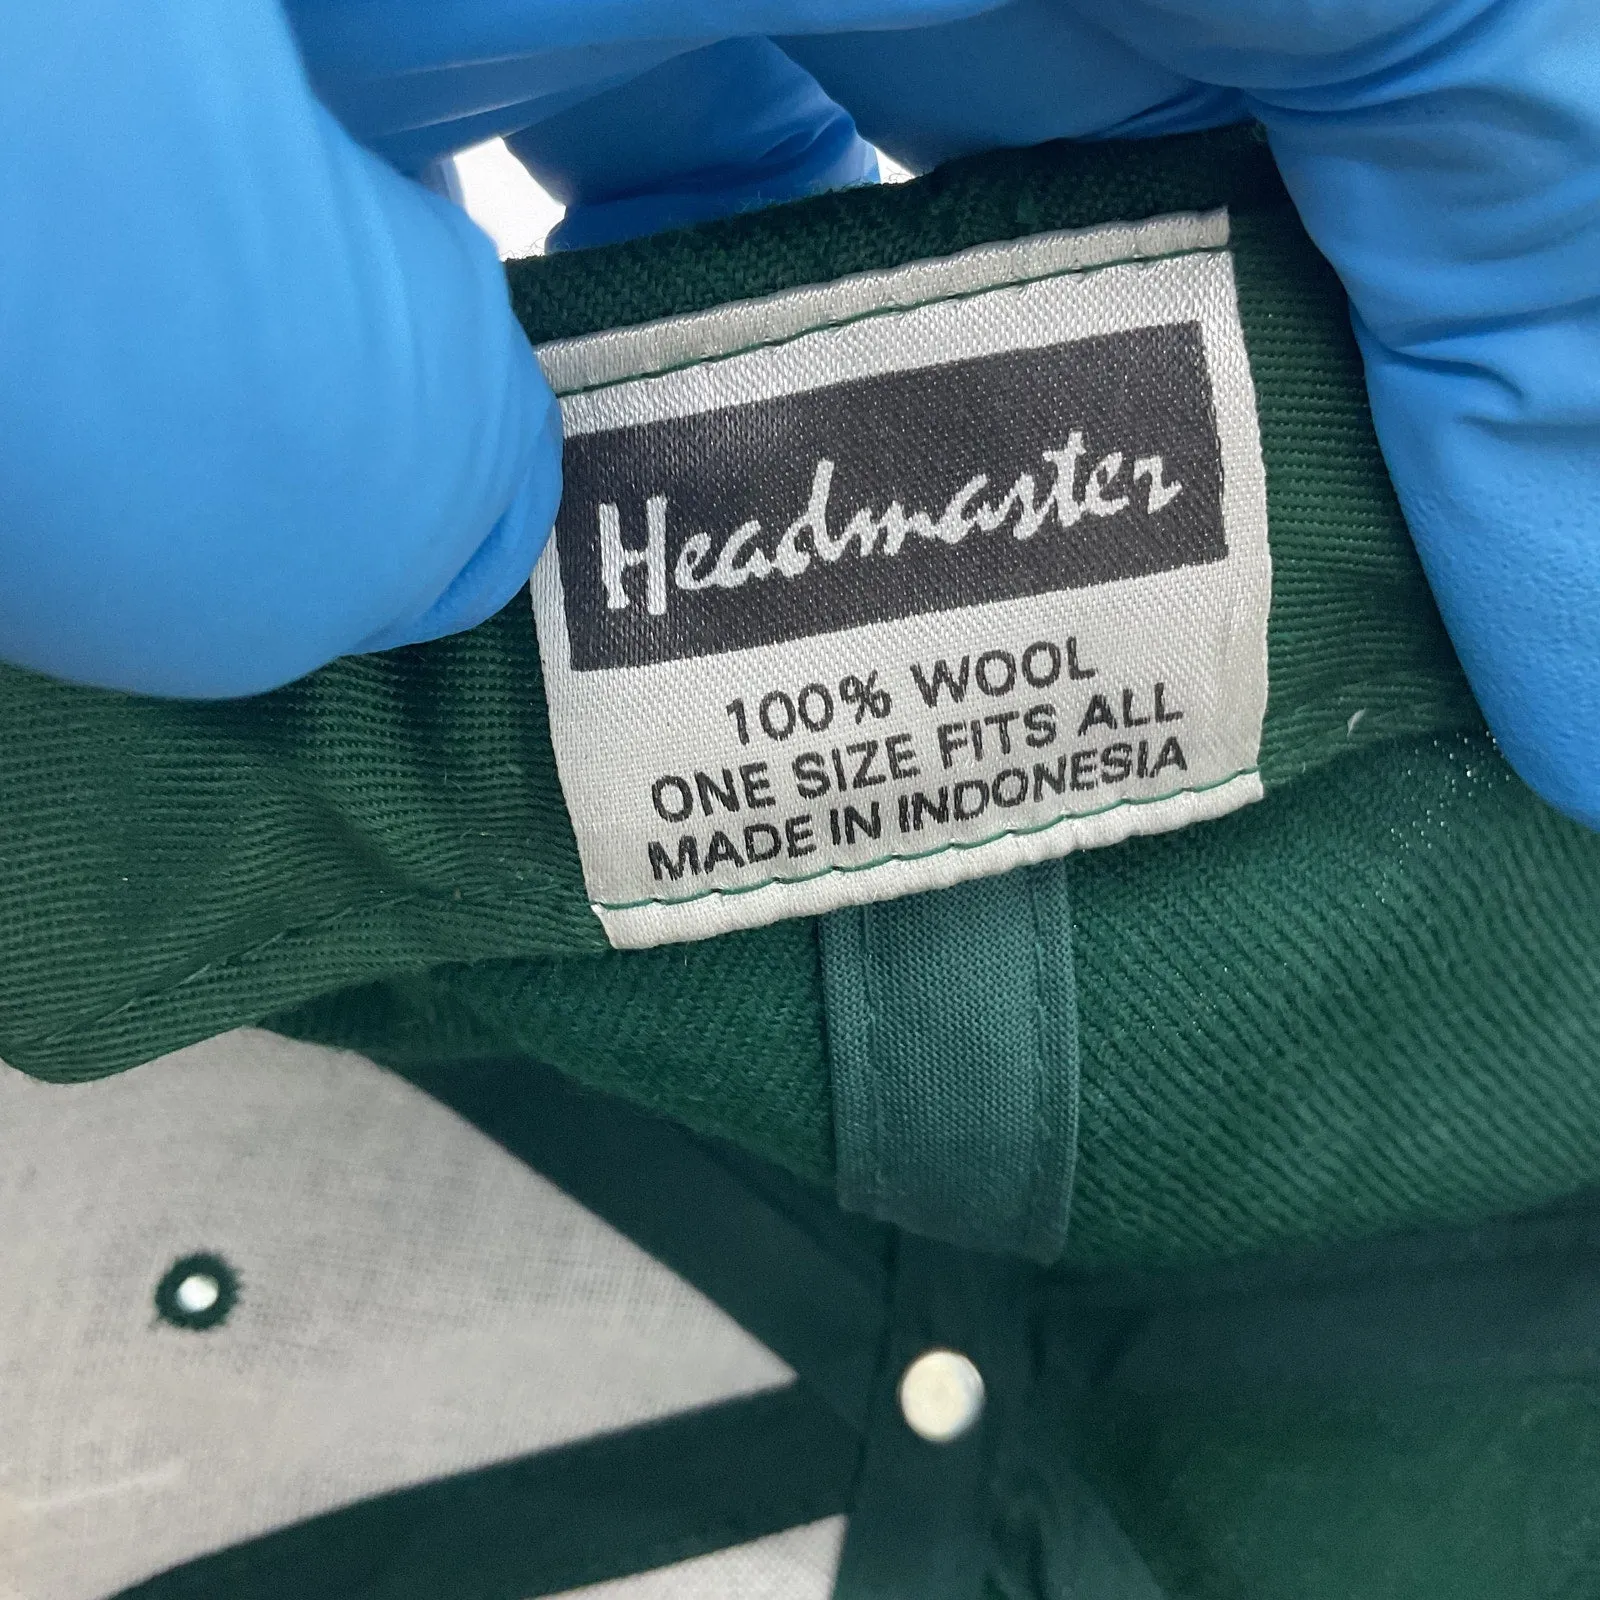 Headmaster
100% WOOL
ONE SIZE FITS ALL
MADE IN INDONESIA